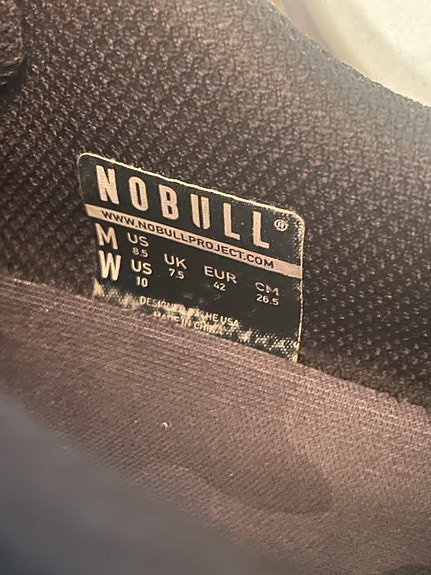 NOBULL®
WWW.NOBULLPROJECT.COM
M US 8.5 UK 7.5 EUR 42 CM 26.5
W US 10
DESIGNED THE USA
MADE IN CHINA